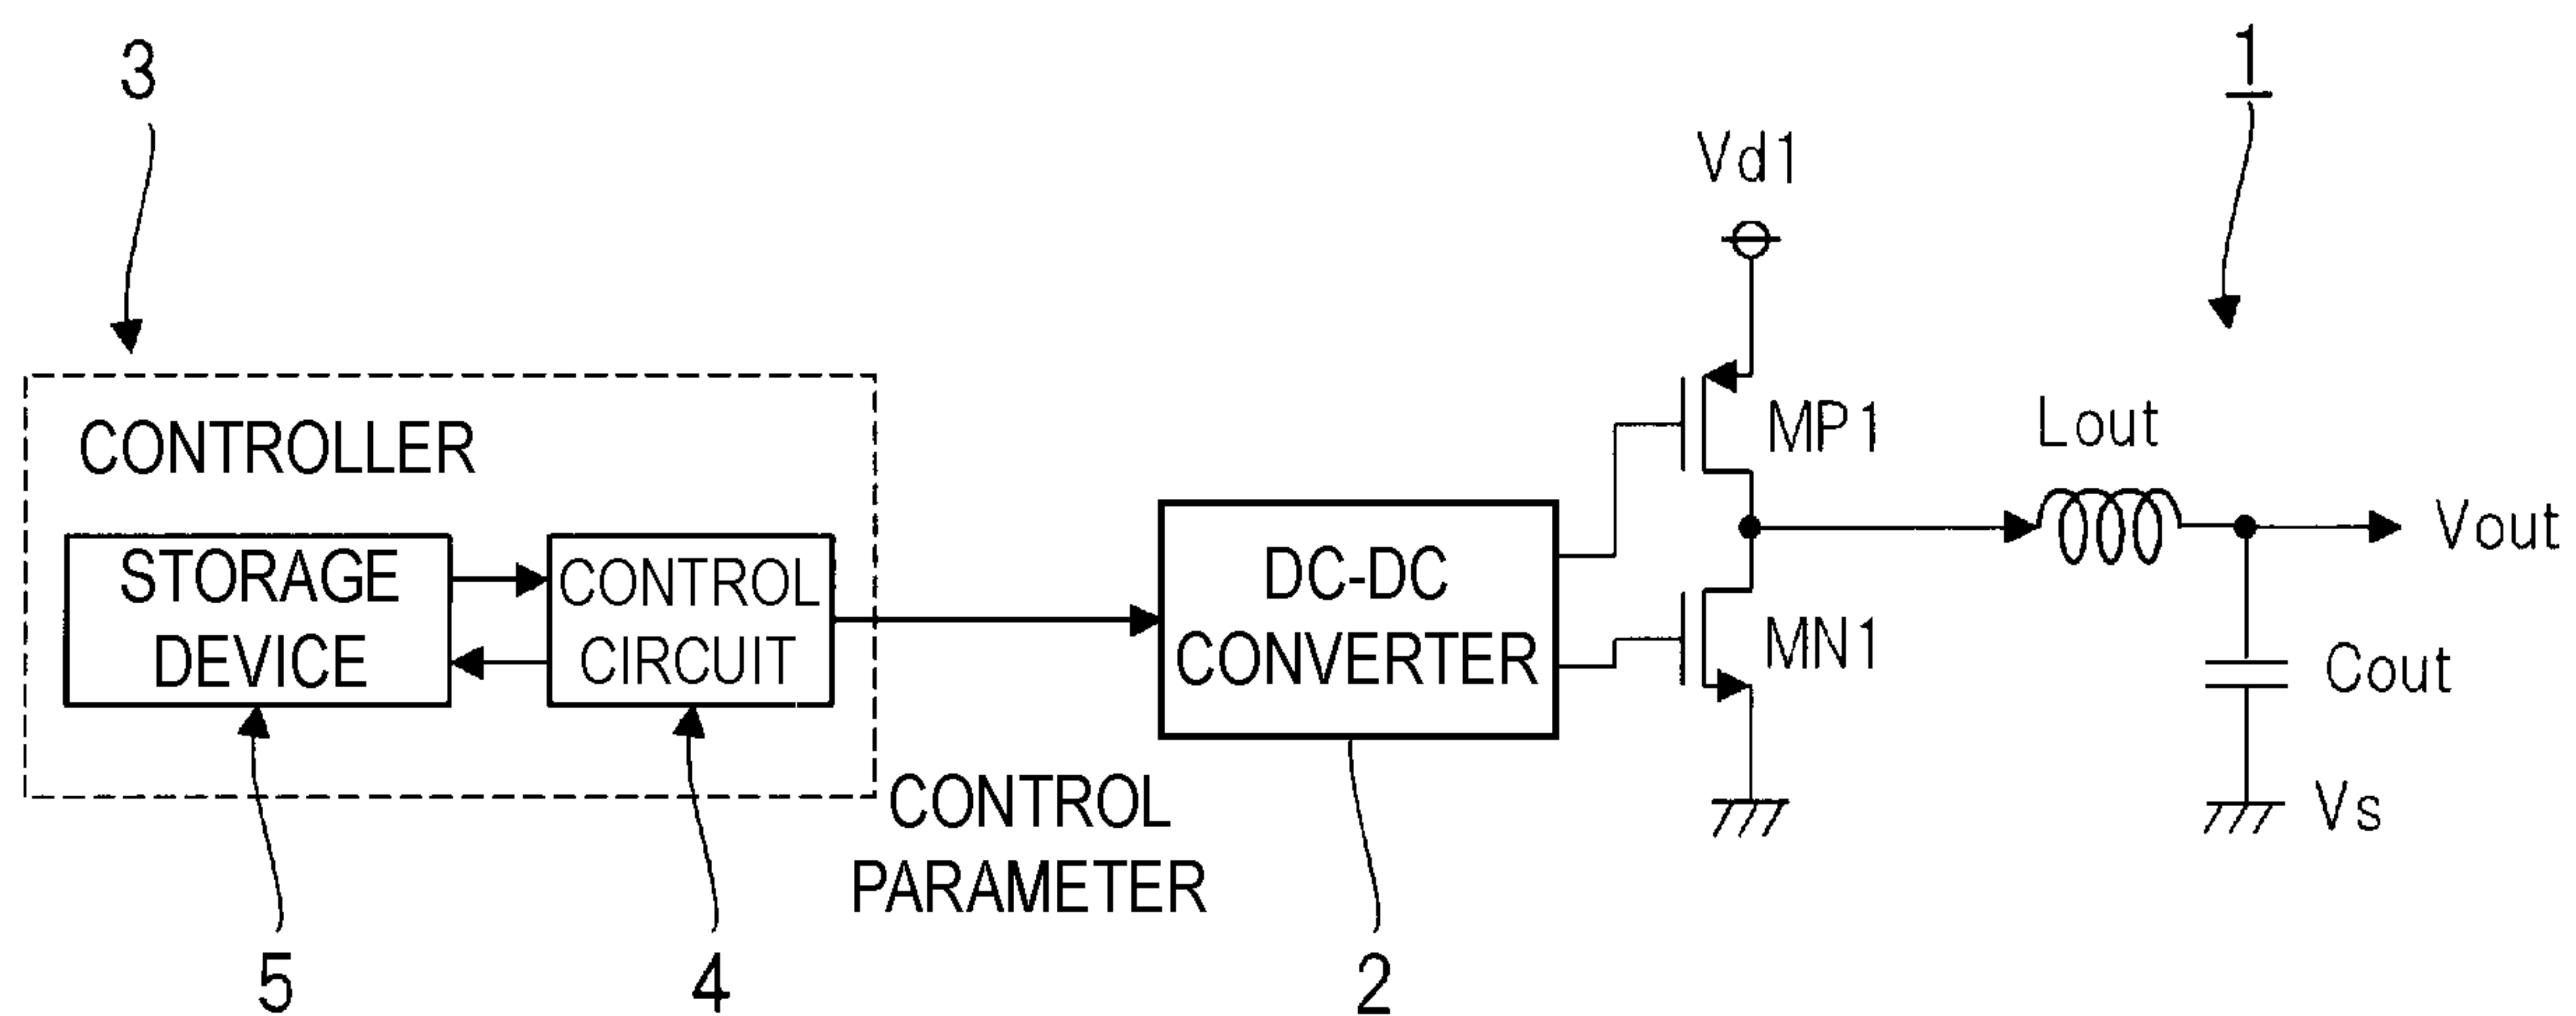 3
1
Vd1
CONTROLLER
MP1
Lout
STORAGE
DEVICE
CONTROL
CIRCUIT
DC-DC
CONVERTER
MN1
Vout
Cout
CONTROL
PARAMETER
Vs
5
4
2